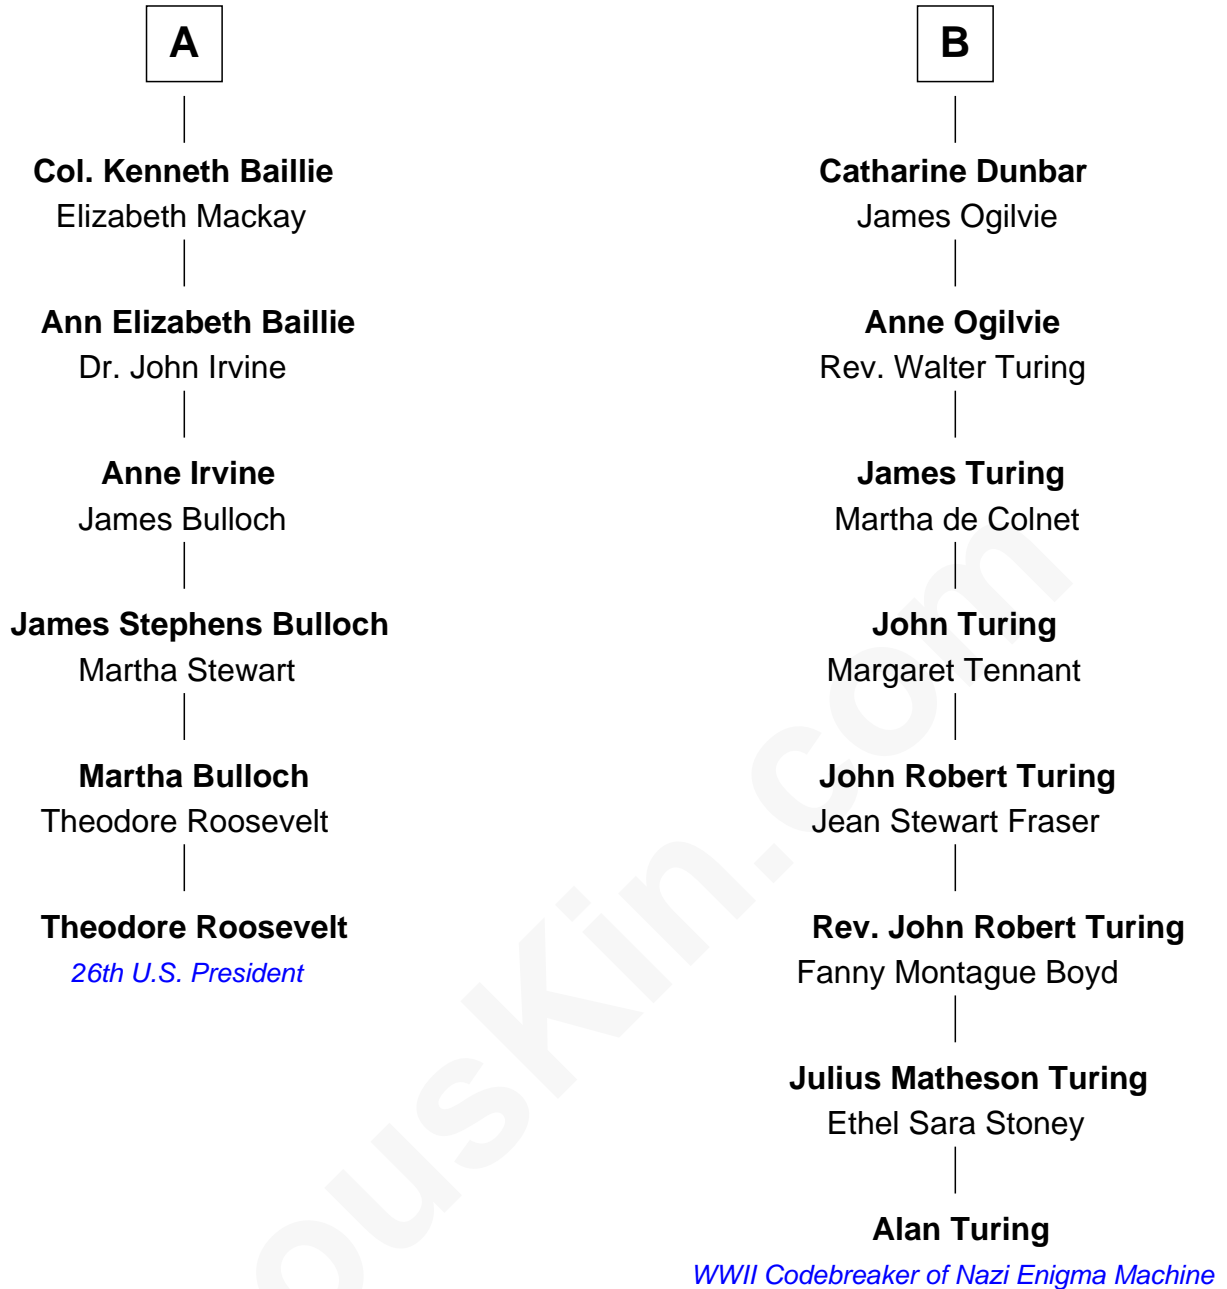 A
Col. Kenneth Baillie
Elizabeth Mackay
Ann Elizabeth Baillie
Dr. John Irvine
Anne Irvine
James Bulloch
James Stephens Bulloch
Martha Stewart
Martha Bulloch
Theodore Roosevelt
Theodore Roosevelt
26th U.S. President
B
Catharine Dunbar
James Ogilvie
Anne Ogilvie
Rev. Walter Turing
James Turing
Martha de Colnet
John Turing
Margaret Tennant
John Robert Turing
Jean Stewart Fraser
Rev. John Robert Turing
Fanny Montague Boyd
Julius Matheson Turing
Ethel Sara Stoney
Alan Turing
WWII Codebreaker of Nazi Enigma Machine
ousKin.com